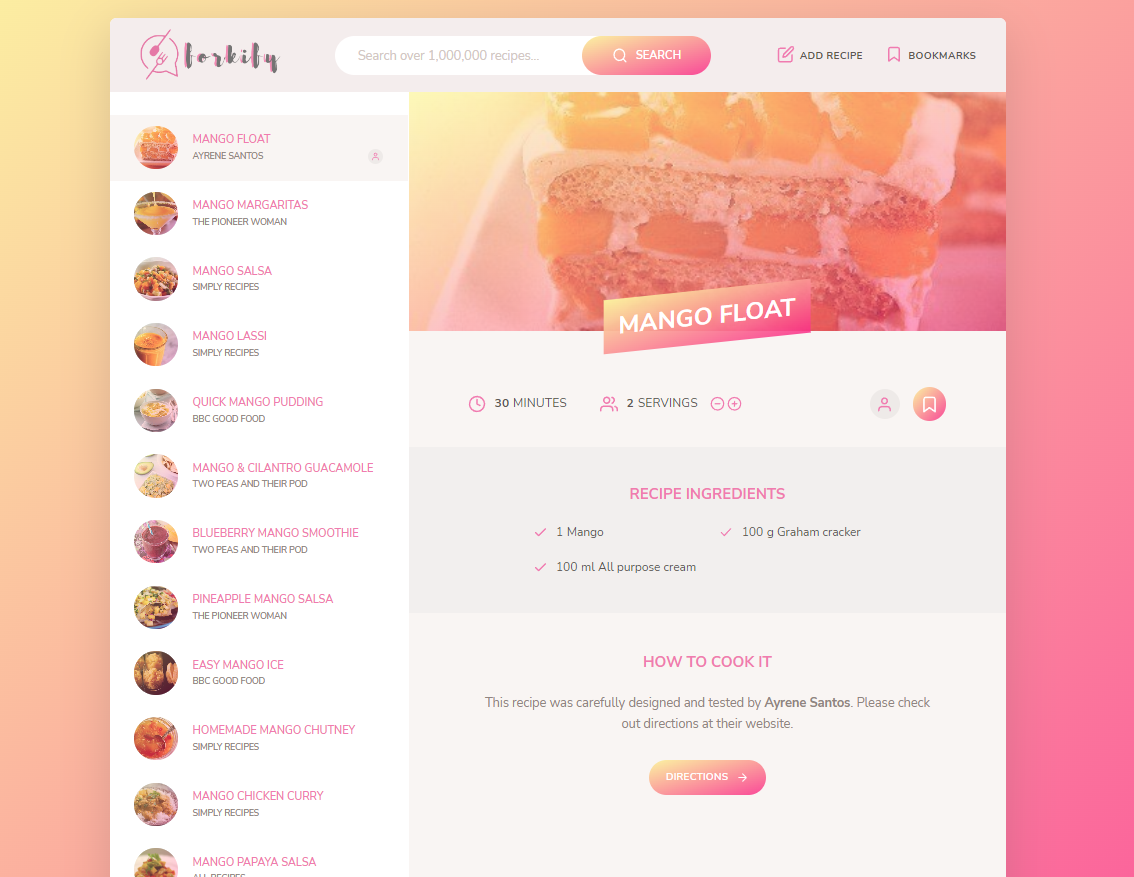 forkify
Search over 1,000,000 recipes...
SEARCH
ADD RECIPE
BOOKMARKS
MANGO FLOAT
AYRENE SANTOS
MANGO MARGARITAS
THE PIONEER WOMAN
MANGO SALSA
SIMPLY RECIPES
MANGO LASSI
SIMPLY RECIPES
QUICK MANGO PUDDING
BBC GOOD FOOD
MANGO & CILANTRO GUACAMOLE
TWO PEAS AND THEIR POD
BLUEBERRY MANGO SMOOTHIE
TWO PEAS AND THEIR POD
PINEAPPLE MANGO SALSA
THE PIONEER WOMAN
EASY MANGO ICE
BBC GOOD FOOD
HOMEMADE MANGO CHUTNEY
SIMPLY RECIPES
MANGO CHICKEN CURRY
SIMPLY RECIPES
MANGO PAPAYA SALSA
ALL RECIPES
MANGO FLOAT
30 MINUTES
2 SERVINGS
RECIPE INGREDIENTS
1 Mango
100 g Graham cracker
100 ml All purpose cream
HOW TO COOK IT
This recipe was carefully designed and tested by Ayrene Santos. Please check
out directions at their website.
DIRECTIONS